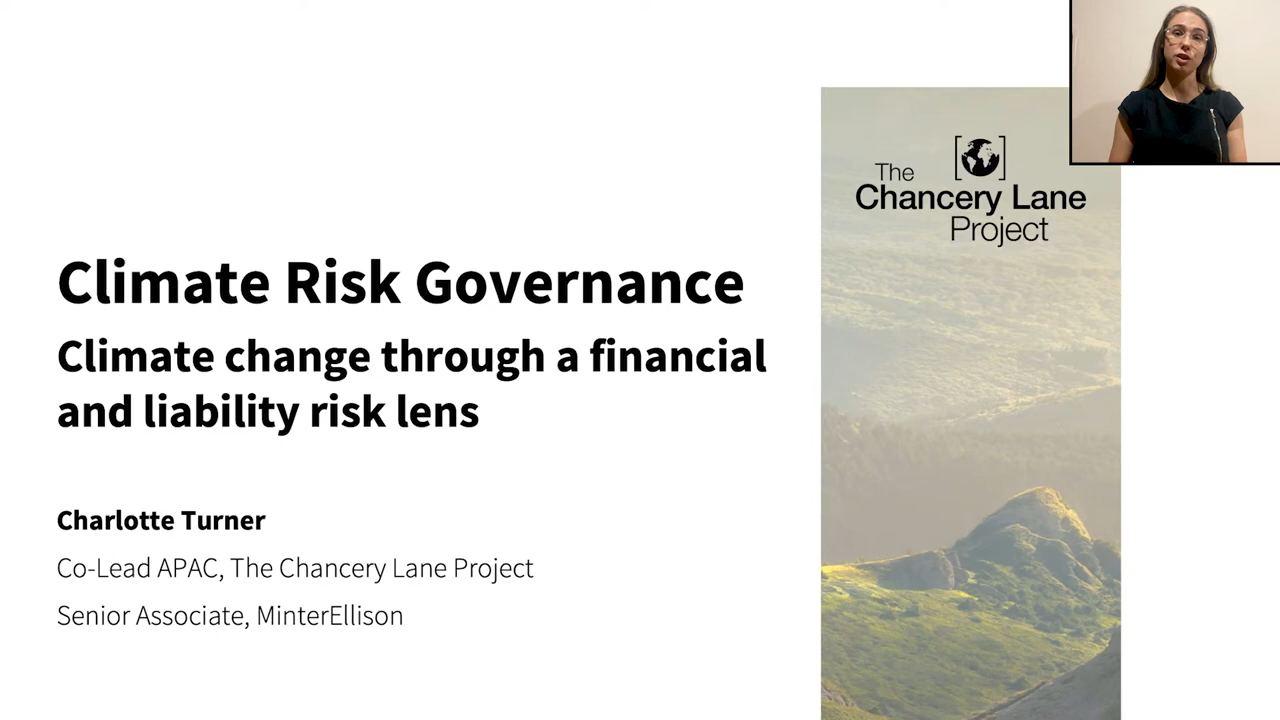 Climate Risk Governance
Climate change through a financial
and liability risk lens
Charlotte Turner
Co-Lead APAC, The Chancery Lane Project
Senior Associate, MinterEllison
The
Chancery Lane
Project